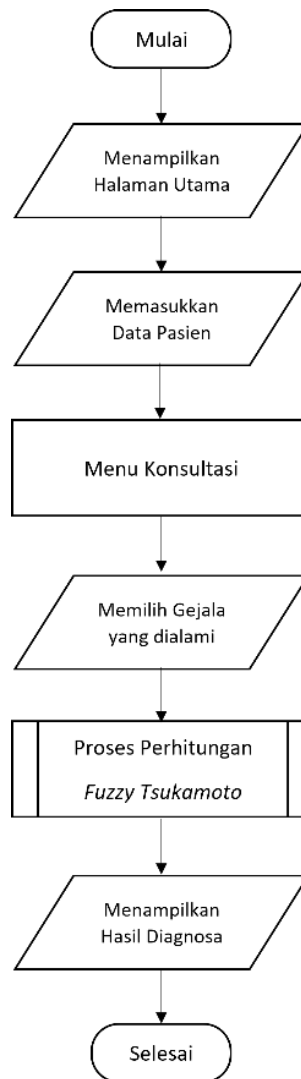 Mulai
Menampilkan
Halaman Utama
Memasukkan
Data Pasien
Menu Konsultasi
Memilih Gejala
yang dialami
Proses Perhitungan
Fuzzy Tsukamoto
Menampilkan
Hasil Diagnosa
Selesai